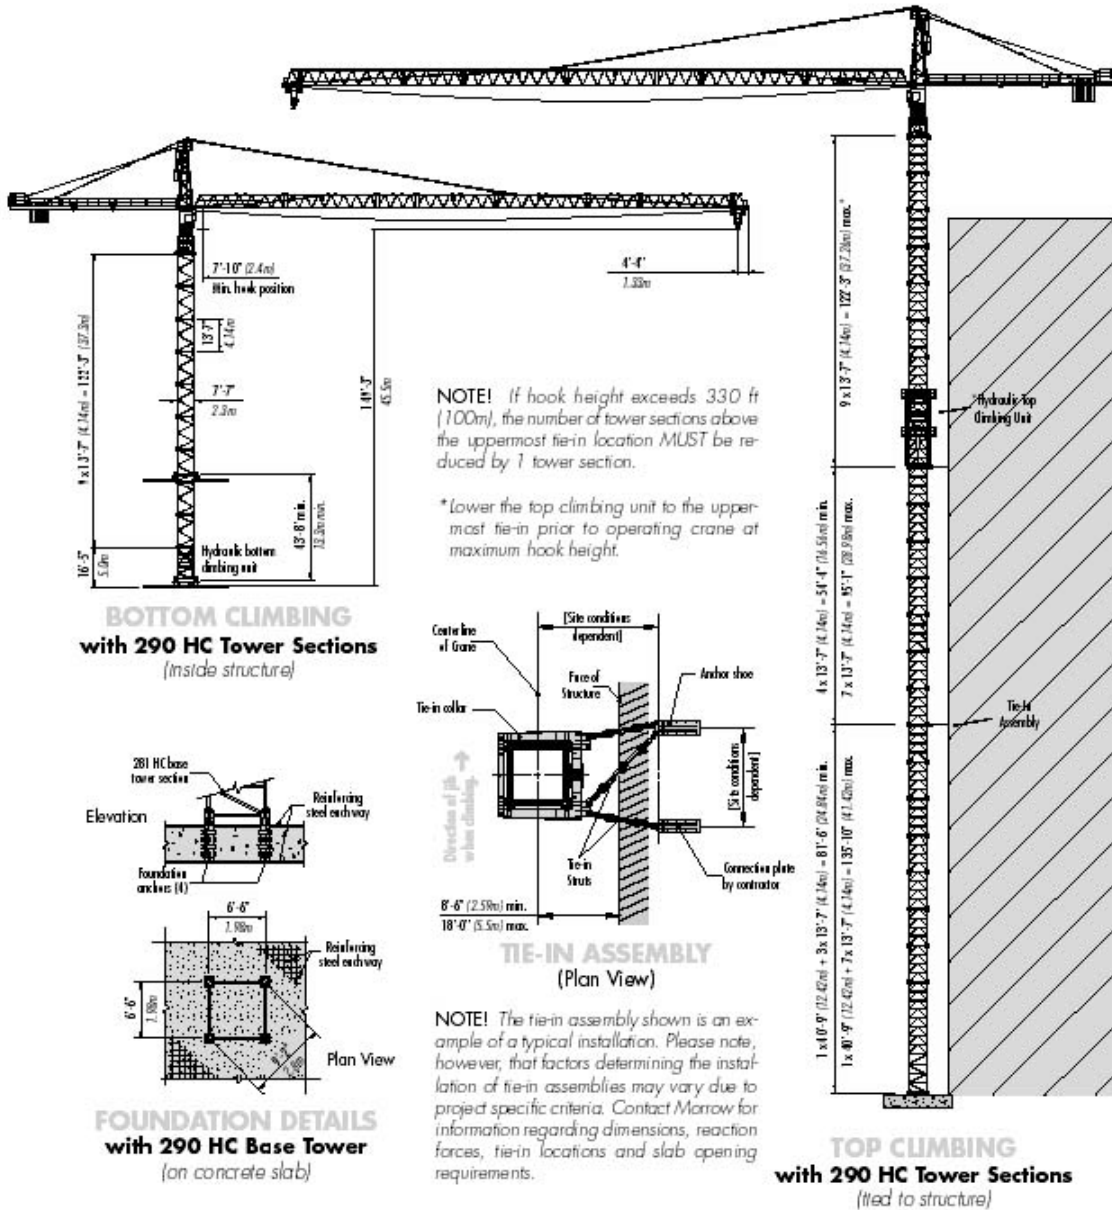 7'-10" (2.4m)
Min. hook position
4'-4"
1.33m
9 x 13'-7" (4.14m) = 122'-3" (37.3m)
13'-7"
4.14m
7'-7"
2.3m
149'-3"
45.5m
43'-8" min.
13.3m min.
16'-5"
5.0m
Hydraulic bottom
climbing unit
BOTTOM CLIMBING
with 290 HC Tower Sections
(inside structure)
NOTE! If hook height exceeds 330 ft
(100m), the number of tower sections above
the uppermost tie-in location MUST be re-
duced by 1 tower section.
*Lower the top climbing unit to the upper-
most tie-in prior to operating crane at
maximum hook height.
9 x 13'-7" (4.14m) = 122'-3" (37.26m) max.*
*Hydraulic Top
Climbing Unit
4 x 13'-7" (4.14m) = 54'-4" (16.56m) min.
7 x 13'-7" (4.14m) = 95'-1" (28.98m) max.
Tie-In
Assembly
1 x 40'-9" (12.42m) + 3 x 13'-7" (4.14m) = 81'-6" (24.84m) min.
1 x 40'-9" (12.42m) + 7 x 13'-7" (4.14m) = 135'-10" (41.42m) max.
TOP CLIMBING
with 290 HC Tower Sections
(tied to structure)
[Site conditions
dependent]
Centerline
of Crane
Face of
Structure
Anchor shoe
Tie-in collar
[Site conditions
dependent]
Direction of jib
when climbing.
Tie-in
Struts
Connection plate
by contractor
8'-6" (2.59m) min.
18'-0" (5.5m) max.
TIE-IN ASSEMBLY
(Plan View)
NOTE! The tie-in assembly shown is an ex-
ample of a typical installation. Please note,
however, that factors determining the instal-
lation of tie-in assemblies may vary due to
project specific criteria. Contact Morrow for
information regarding dimensions, reaction
forces, tie-in locations and slab opening
requirements.
281 HC base
tower section
Elevation
Reinforcing
steel each way
Foundation
anchors (4)
6'-6"
1.98m
Reinforcing
steel each way
6'-6"
1.98m
2.8m
Plan View
FOUNDATION DETAILS
with 290 HC Base Tower
(on concrete slab)